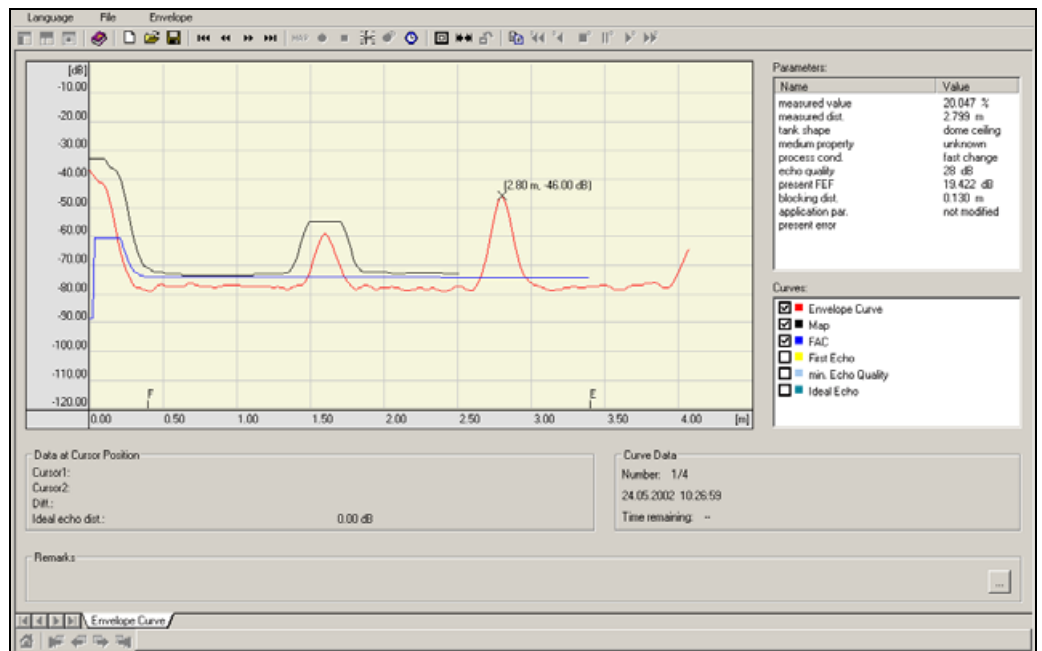 Language File Envelope
MAP
[dB]
-10.00
-20.00
-30.00
-40.00
-50.00
-60.00
-70.00
-80.00
-90.00
-100.00
-110.00
-120.00
[2.80 m, -46.00 dB]
F
E
0.00 0.50 1.00 1.50 2.00 2.50 3.00 3.50 4.00 [m]
Parameters:
Name Value
measured value 20.047 %
measured dist. 2.799 m
tank shape dome ceiling
medium property unknown
process cond. fast change
echo quality 28 dB
present FEF 19.422 dB
blocking dist. 0.130 m
application par. not modified
present error
Curves:
Envelope Curve
Map
FAC
First Echo
min. Echo Quality
Ideal Echo
Data at Cursor Position
Cursor1:
Cursor2:
Diff.:
Ideal echo dist.: 0.00 dB
Curve Data
Number: 1/4
24.05.2002 10:26:59
Time remaining: --
Remarks
...
Envelope Curve